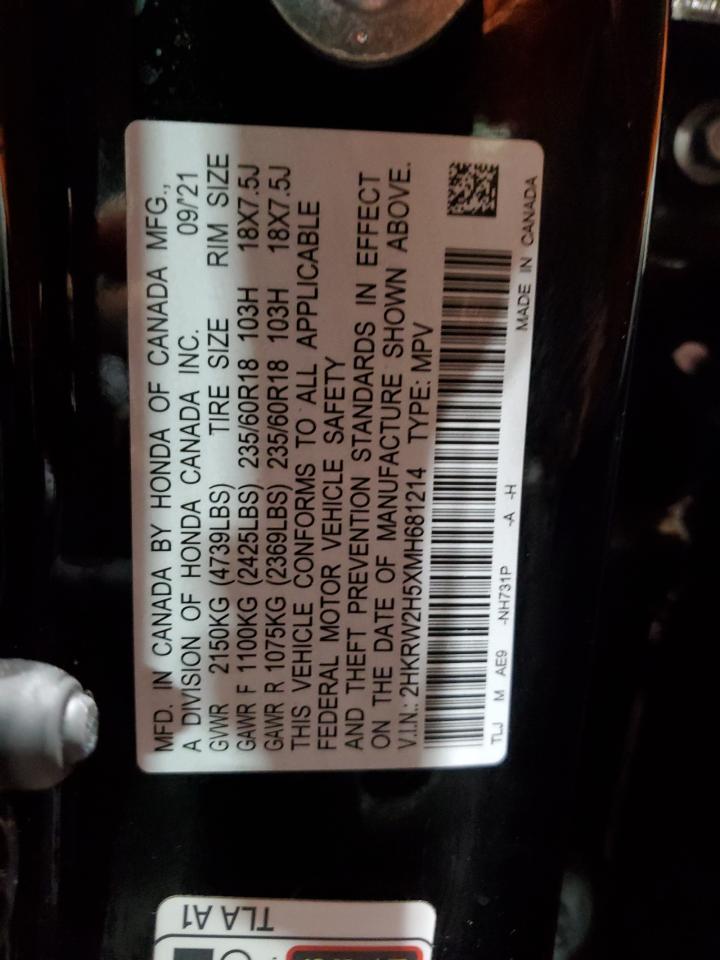 MFD. IN CANADA BY HONDA OF CANADA MFG.,
A DIVISION OF HONDA CANADA INC. 09/'21
GVWR 2150KG (4739LBS) TIRE SIZE RIM SIZE
GAWR F 1100KG (2425LBS) 235/60R18 103H 18X7.5J
GAWR R 1075KG (2369LBS) 235/60R18 103H 18X7.5J
THIS VEHICLE CONFORMS TO ALL APPLICABLE
FEDERAL MOTOR VEHICLE SAFETY
AND THEFT PREVENTION STANDARDS IN EFFECT
ON THE DATE OF MANUFACTURE SHOWN ABOVE.
V.I.N.: 2HKRW2H5XMH681214 TYPE: MPV
TLJ M AE9 -NH731P -A -H
MADE IN CANADA
TLA A1